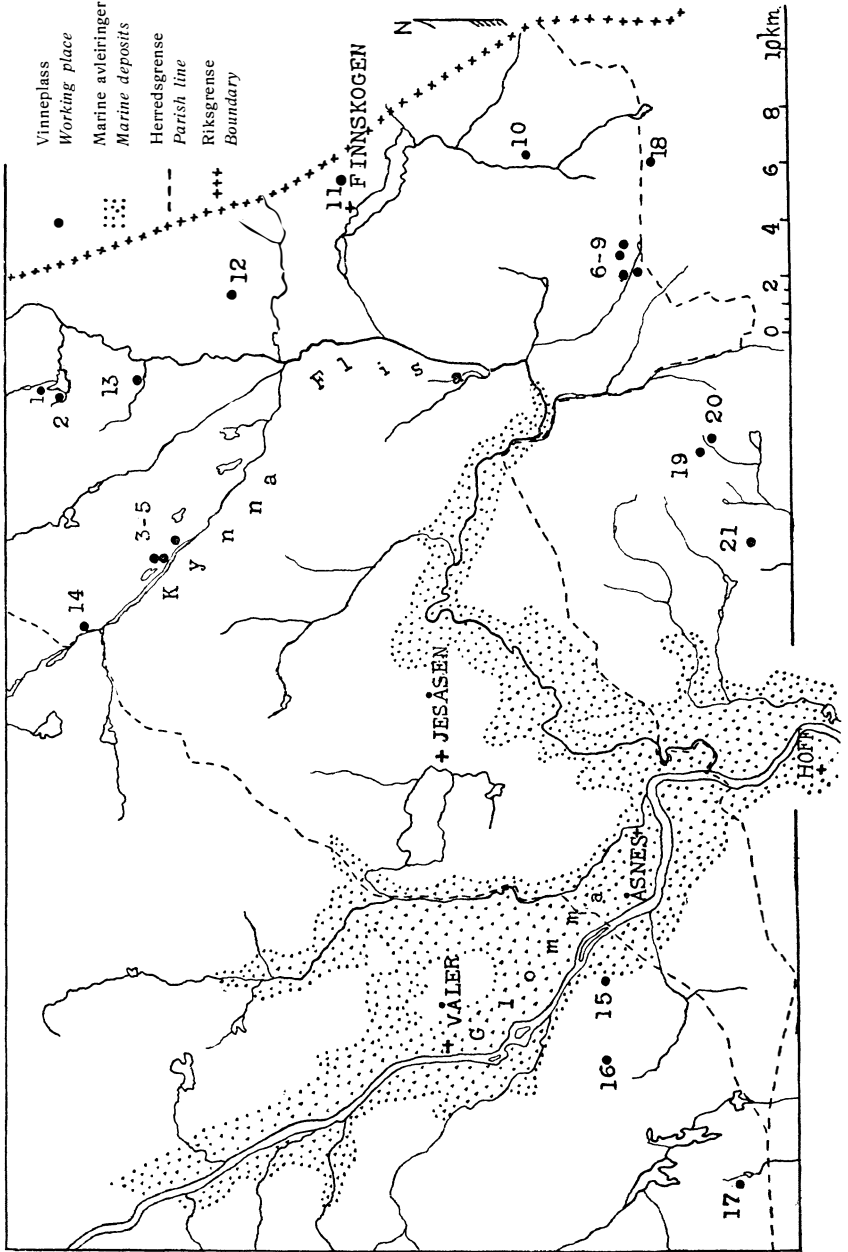 Vinneplass
Working place
Marine avleiringer
Marine deposits
Herredsgrense
Parish line
Riksgrense
Boundary
N
FINNSKOGEN
JESÅSEN
VÅLER
ÅSNES
HOFF
Glomma
Flisa
Kynna
1
2
3-5
6-9
10
11
12
13
14
15
16
17
18
19
20
21
0 2 4 6 8 10km.